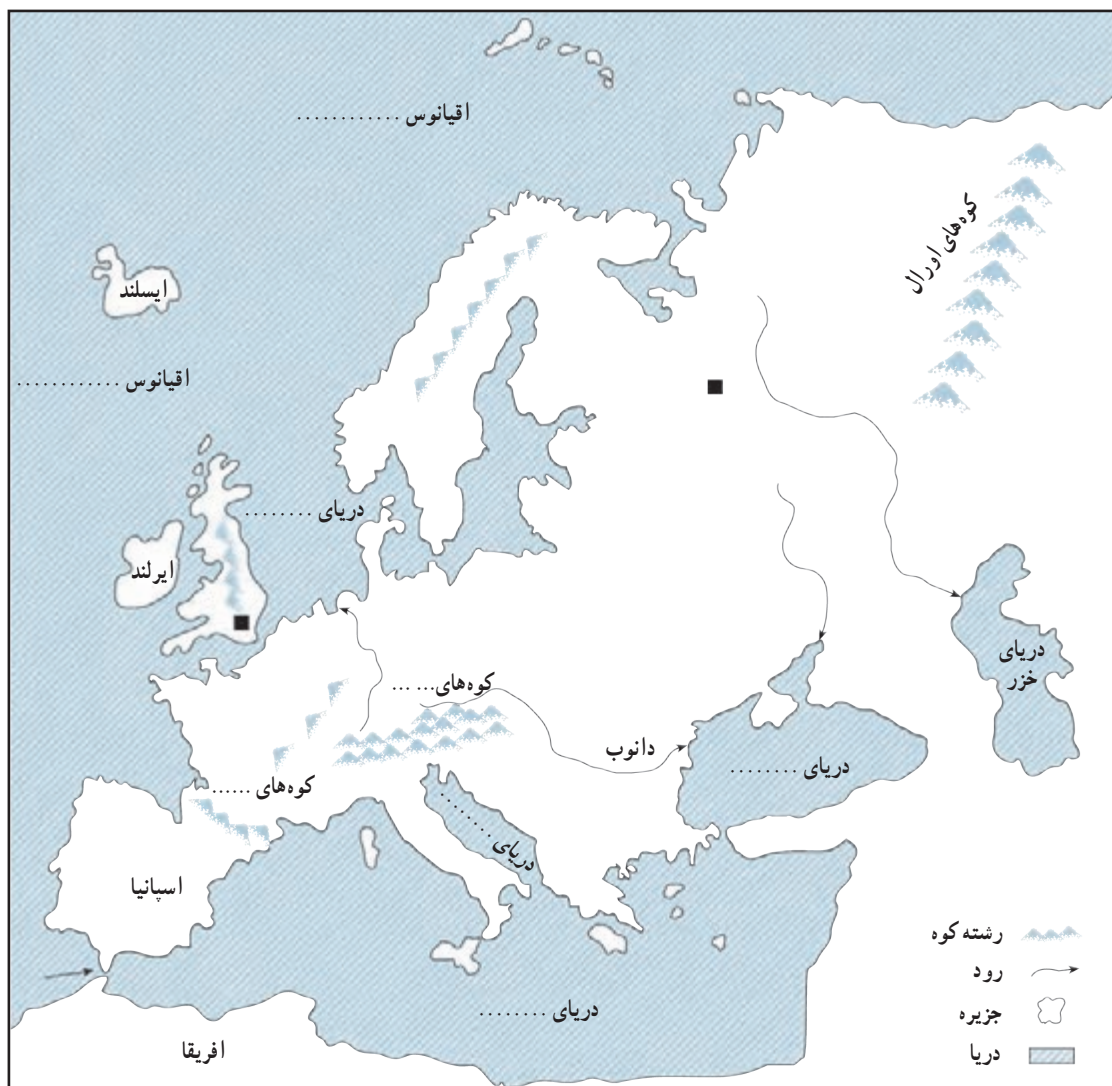 اقیانوس ............
کوه‌های اورال
ایسلند
اقیانوس ............
دریای ........
ایرلند
دریای
خزر
کوه‌های... ...
دانوب
دریای ........
کوه‌های ......
دریای ........
اسپانیا
دریای ........
افریقا
رشته کوه
رود
جزیره
دریا